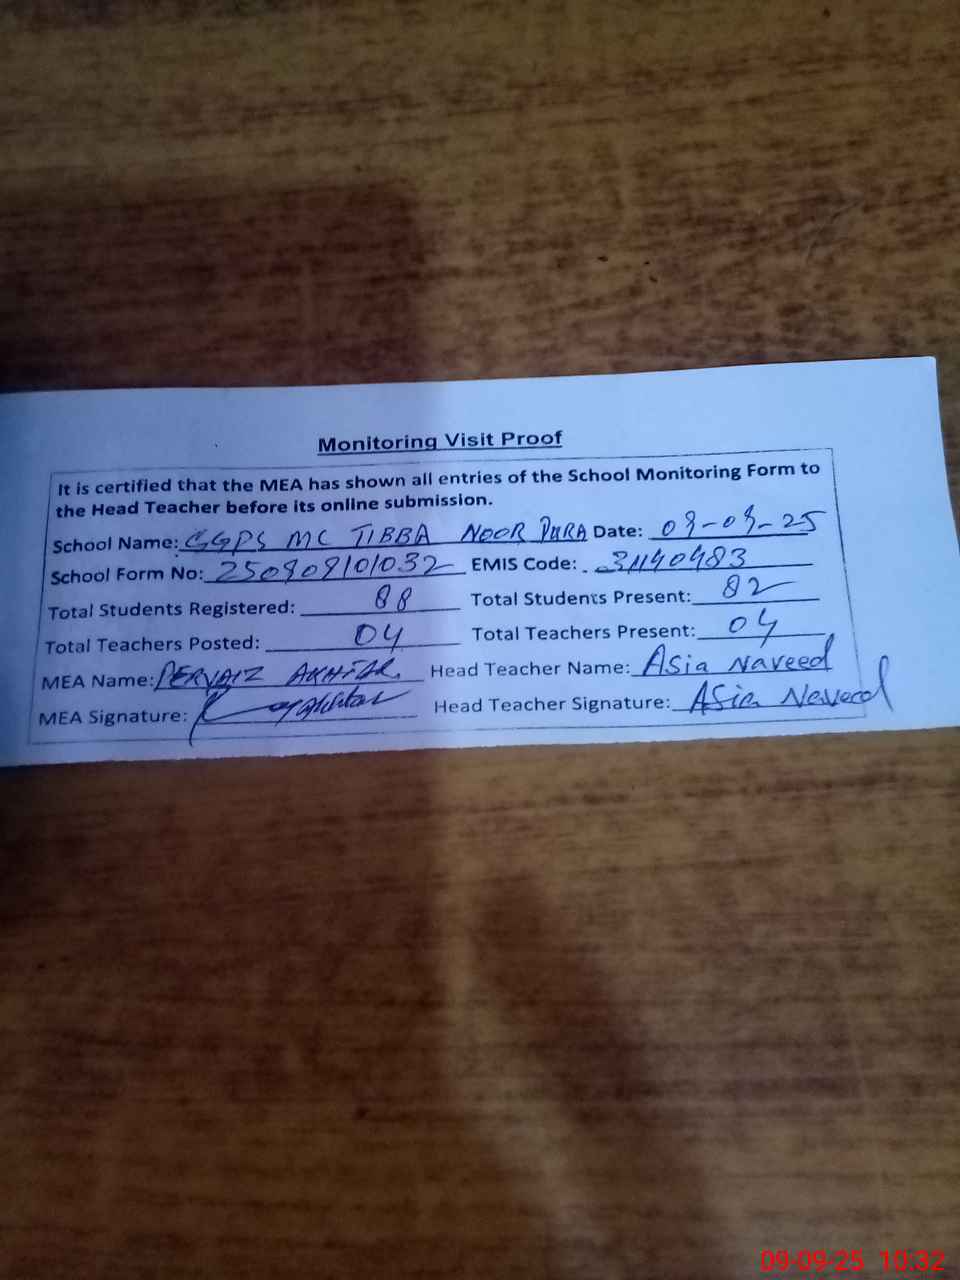 Monitoring Visit Proof
It is certified that the MEA has shown all entries of the School Monitoring Form to
the Head Teacher before its online submission.
School Name: GGPS MC TIBBA NOOR PURA Date: 09-09-25
School Form No: 250909101032 EMIS Code: 31140483
Total Students Registered: 88 Total Students Present: 82
Total Teachers Posted: 04 Total Teachers Present: 04
MEA Name: PERVAIZ AKHTAR Head Teacher Name: Asia Naveed
MEA Signature: Head Teacher Signature: Asia Naveed
09-09-25 10:32